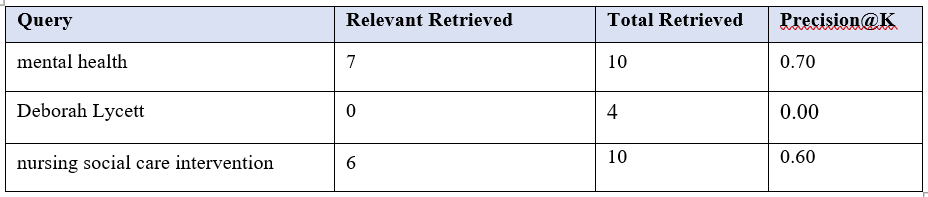 Query Relevant Retrieved Total Retrieved Precision@K
mental health 7 10 0.70
Deborah Lycett 0 4 0.00
nursing social care intervention 6 10 0.60